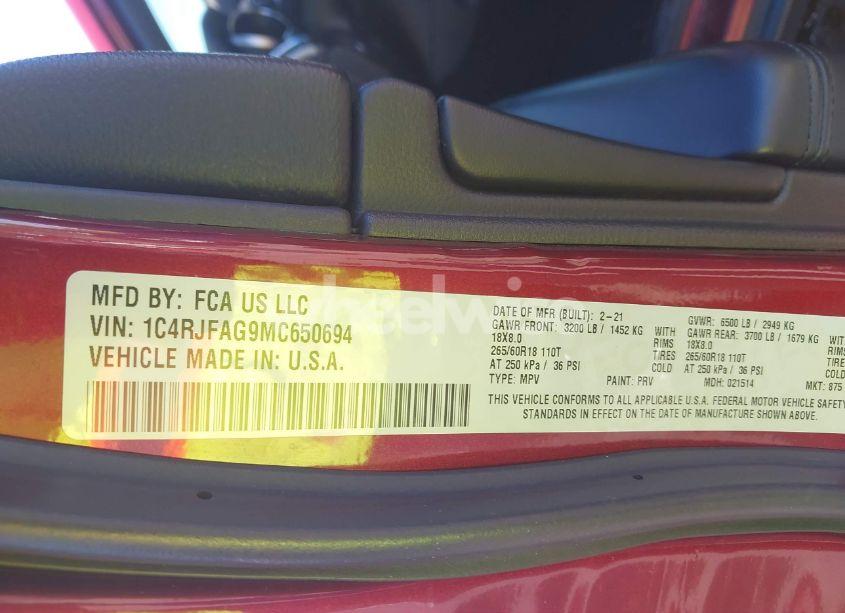 MFD BY: FCA US LLC
VIN: 1C4RJFAG9MC650694
VEHICLE MADE IN: U.S.A.
DATE OF MFR (BUILT): 2-21 GVWR: 6500 LB / 2949 KG
GAWR FRONT: 3200 LB / 1452 KG WITH GAWR REAR: 3700 LB / 1679 KG WITH
18X8.0 RIMS 18X8.0 RIMS
265/60R18 110T TIRES 265/60R18 110T TIRES
AT 250 kPa / 36 PSI COLD AT 250 kPa / 36 PSI COLD
TYPE: MPV PAINT: PRV MDH: 021514 MKT: 875
THIS VEHICLE CONFORMS TO ALL APPLICABLE U.S.A. FEDERAL MOTOR VEHICLE SAFETY
STANDARDS IN EFFECT ON THE DATE OF MANUFACTURE SHOWN ABOVE.